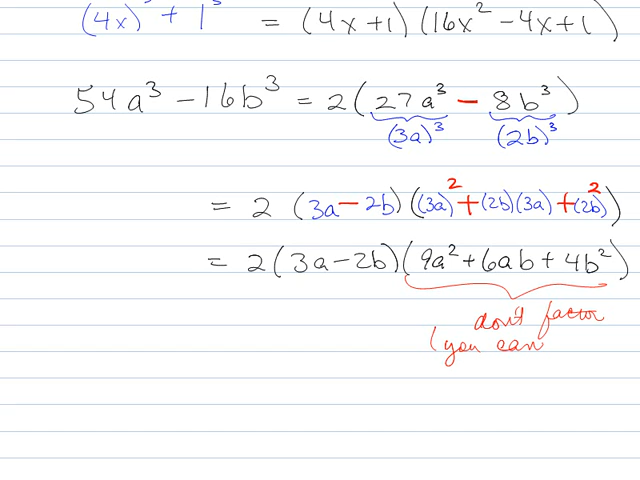 (4x)³ + 1³ = (4x+1)(16x² - 4x + 1)
54a³ - 16b³ = 2(27a³ - 8b³)
(3a)³ (2b)³
= 2 (3a - 2b)((3a)² + (2b)(3a) + (2b)²)
= 2(3a - 2b)(9a² + 6ab + 4b²)
don't factor
(you can